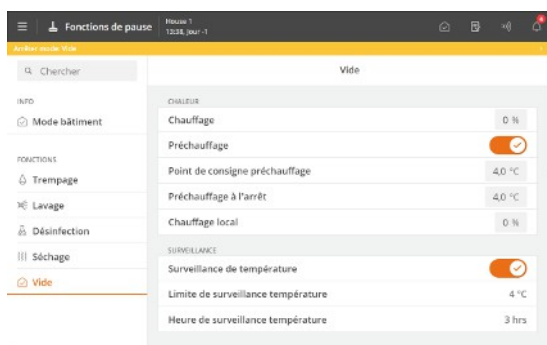 Fonctions de pause
House 1
13:38, Jour -1
4
Arrêter mode Vide
Chercher
Vide
INFO
Mode bâtiment
FONCTIONS
Trempage
Lavage
Désinfection
Séchage
Vide
CHALEUR
Chauffage 0 %
Préchauffage
Point de consigne préchauffage 4,0 °C
Préchauffage à l'arrêt 4,0 °C
Chauffage local 0 %
SURVEILLANCE
Surveillance de température
Limite de surveillance température 4 °C
Heure de surveillance température 3 hrs